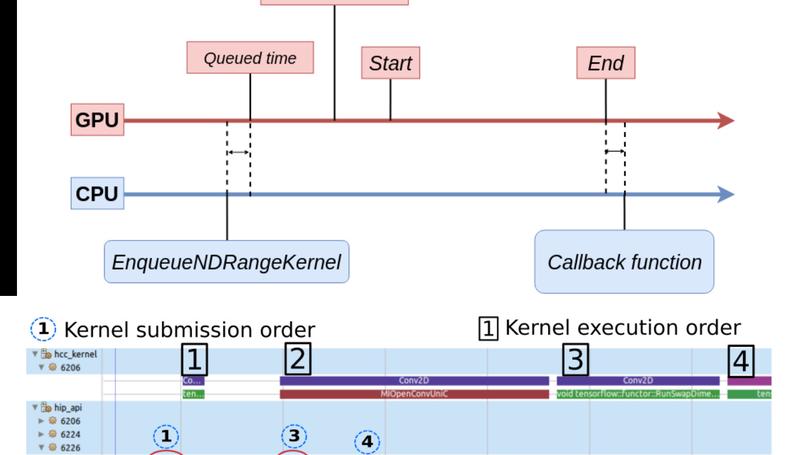 Queued time
Start
End
GPU
CPU
EnqueueNDRangeKernel
Callback function
1 Kernel submission order
1 Kernel execution order
hcc_kernel
1 2 3 4
6206
Co... Conv2D Conv2D
ten... MIOpenConvUniC void tensorflow::functor::RunSwapDime... ten
hip_api
6206
6224
1 3 4
6226